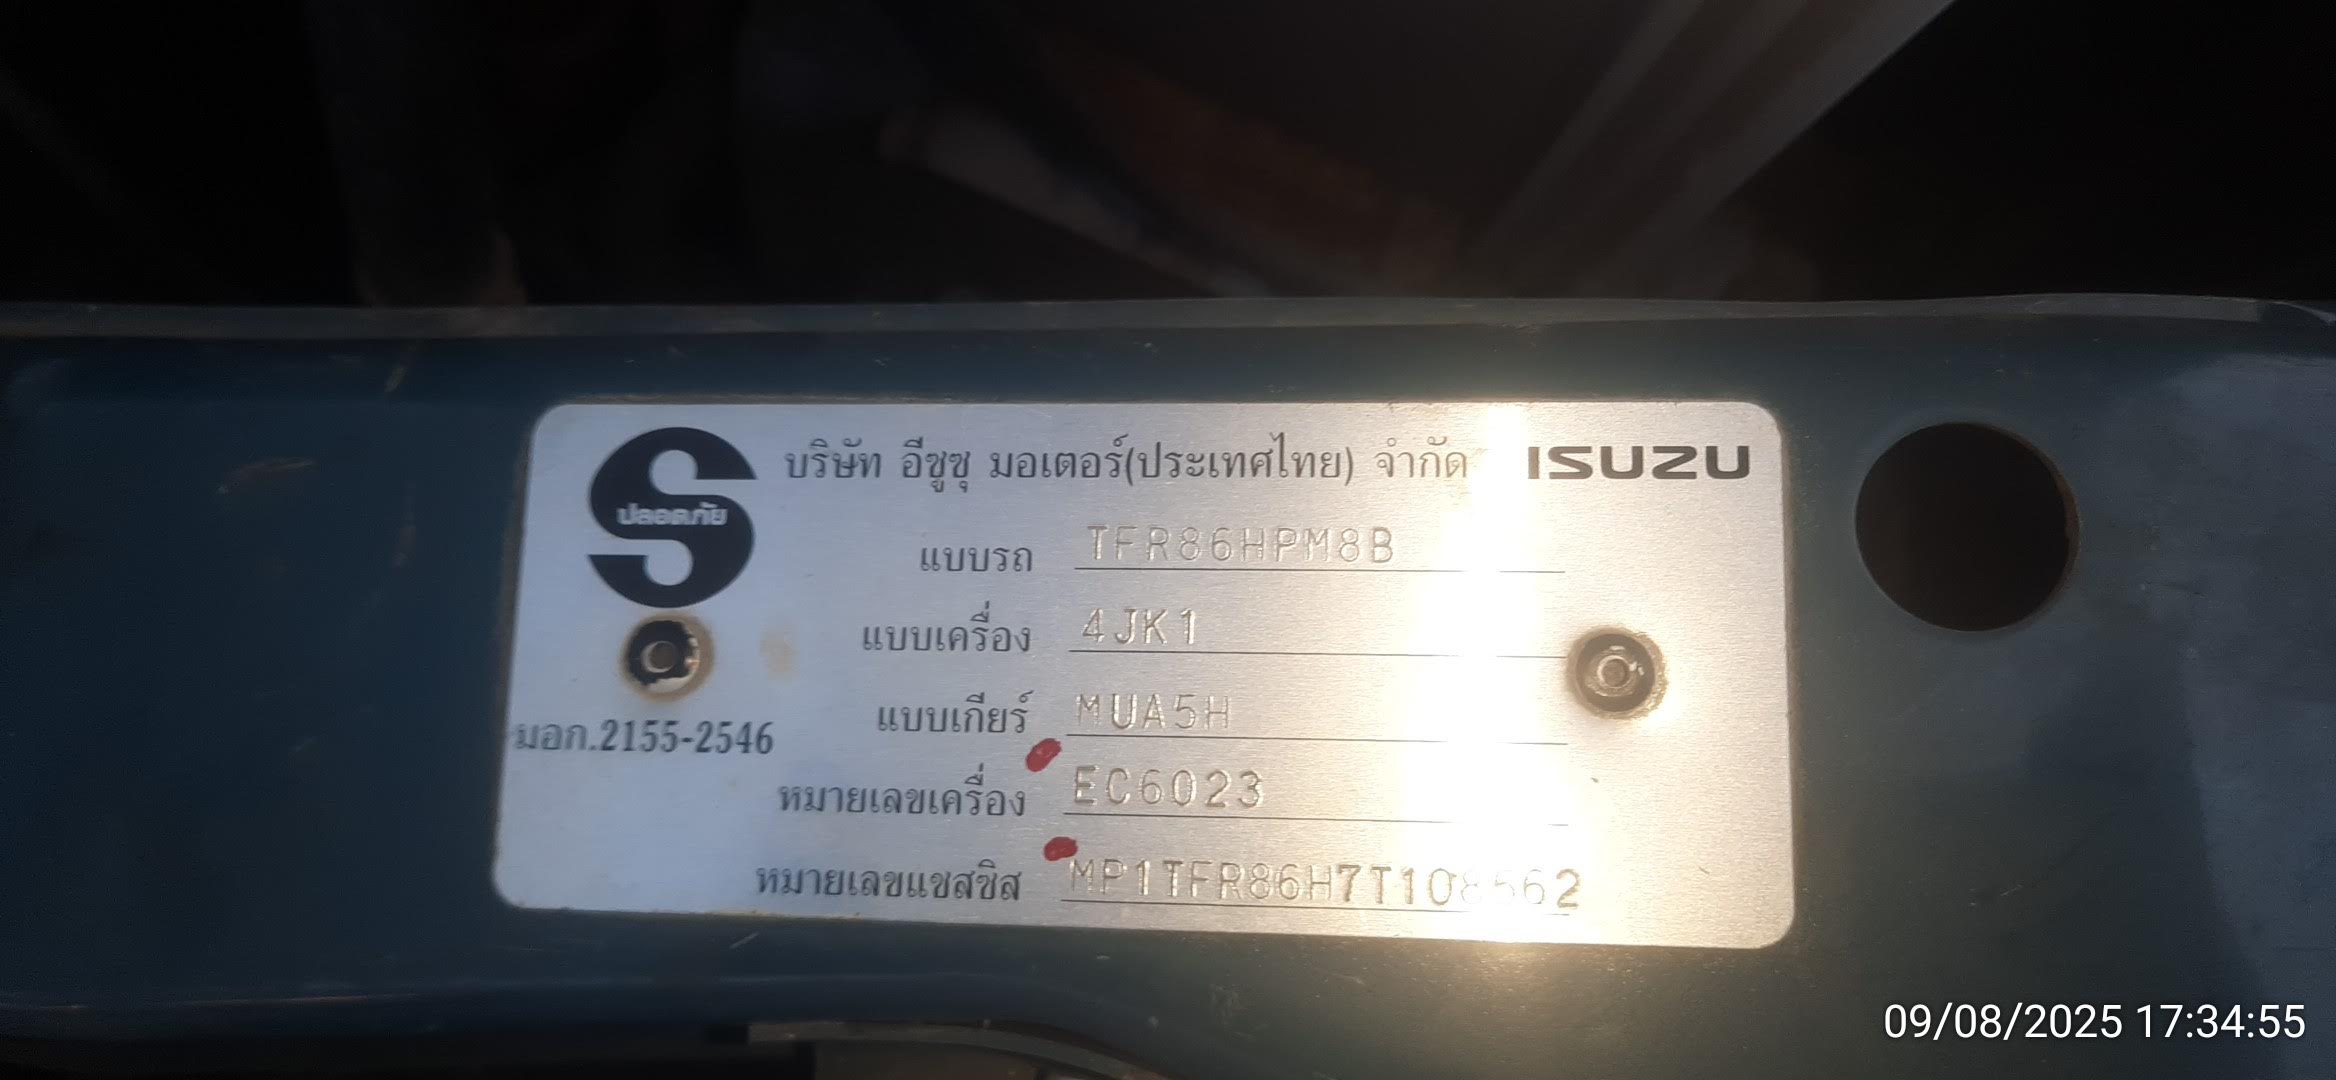 บริษัท อีซูซุ มอเตอร์(ประเทศไทย) จำกัด ISUZU
ปลอดภัย
แบบรถ TFR86HPM8B
แบบเครื่อง 4JK1
แบบเกียร์ MUA5H
มอก.2155-2546
หมายเลขเครื่อง EC6023
หมายเลขแชสซิส MP1TFR86H7T108562
09/08/2025 17:34:55